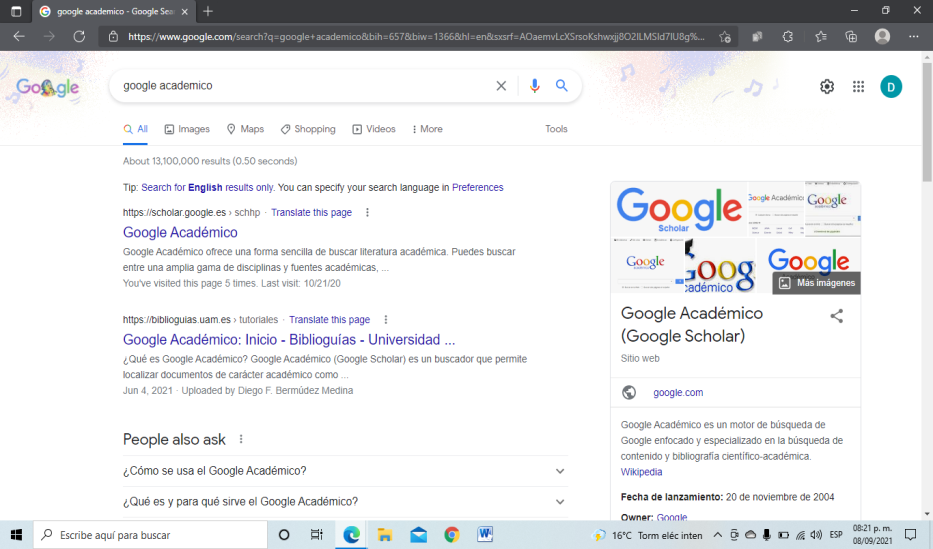 google academico - Google Sea
https://www.google.com/search?q=google+academico&bih=657&biw=1366&hl=en&sxsrf=
Google
google academico
D
All Images Maps Shopping Videos More Tools
About 13,100,000 results (0.50 seconds)
Tip: Search for English results only. You can specify your search language in Preferences
https://scholar.google.es › schhp · Translate this page
Google Académico
Google Académico ofrece una forma sencilla de buscar literatura académica. Puedes buscar
entre una amplia gama de disciplinas y fuentes académicas, ...
You've visited this page 5 times. Last visit: 10/21/20
https://biblioguias.uam.es › tutoriales · Translate this page
Google Académico: Inicio - Biblioguías - Universidad ...
¿Qué es Google Académico? Google Académico (Google Scholar) es un buscador que permite
localizar documentos de carácter académico como ...
Jun 4, 2021 · Uploaded by Diego F. Bermúdez Medina
People also ask
¿Cómo se usa el Google Académico?
¿Qué es y para qué sirve el Google Académico?
Google
Scholar
Google Académico
Google
Google
Goog
académico
Google
Más imágenes
Google Académico
(Google Scholar)
Sitio web
google.com
Google Académico es un motor de búsqueda de
Google enfocado y especializado en la búsqueda de
contenido y bibliografía científico-académica.
Wikipedia
Fecha de lanzamiento: 20 de noviembre de 2004
Owner: Google
Escribe aquí para buscar
16°C Torm eléc inten
ESP
08:21 p. m.
08/09/2021